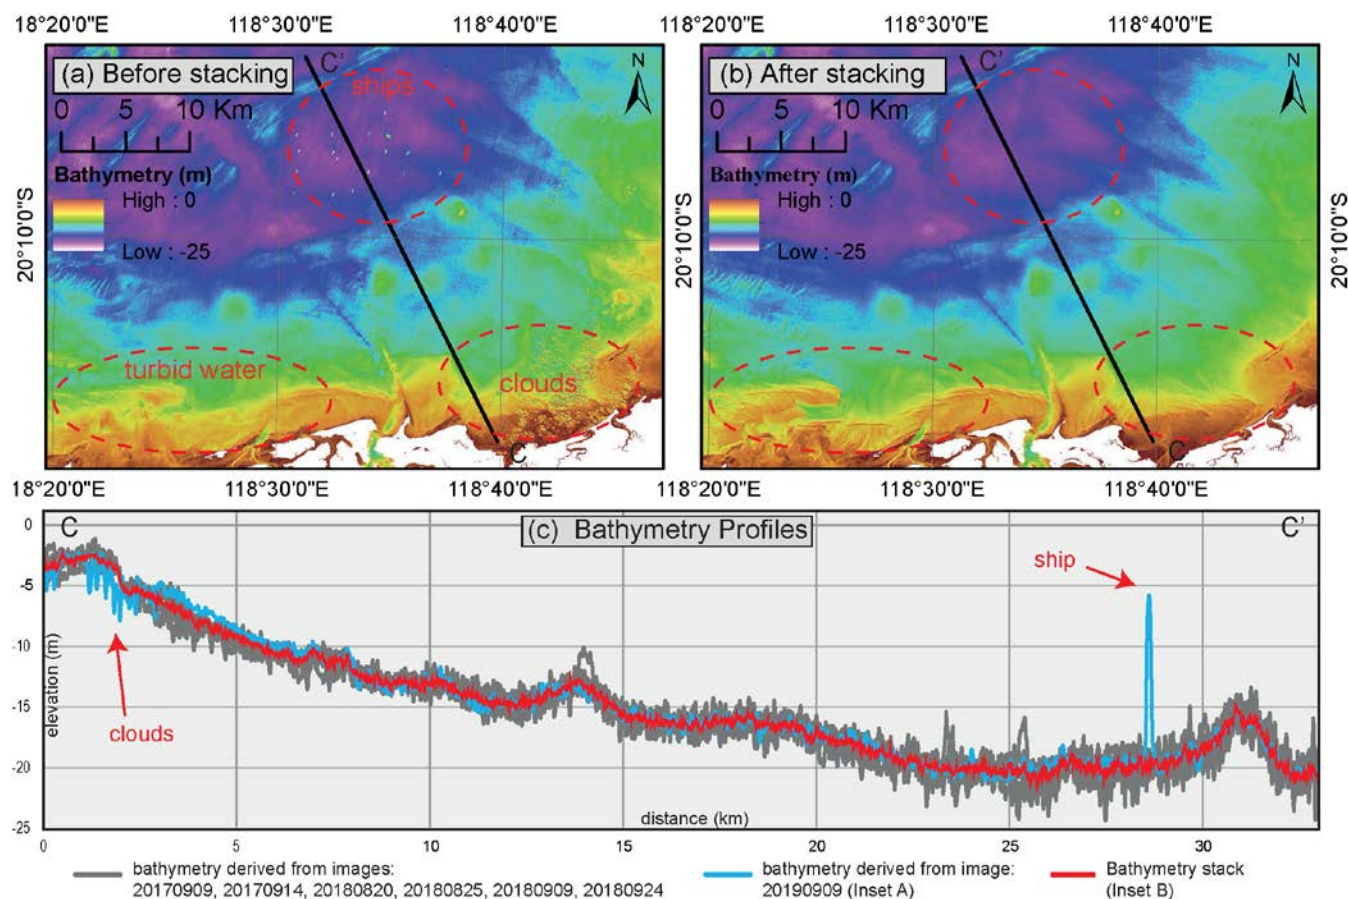 118°20'0"E 118°30'0"E 118°40'0"E 118°20'0"E 118°30'0"E 118°40'0"E
(a) Before stacking
C'
ships
N
0 5 10 Km
Bathymetry (m)
High : 0
Low : -25
20°10'0"S
turbid water
clouds
C
(b) After stacking
C'
N
0 5 10 Km
Bathymetry (m)
High : 0
Low : -25
20°10'0"S
C
18°20'0"E 118°30'0"E 118°40'0"E 18°20'0"E 118°30'0"E 118°40'0"E
C
(c) Bathymetry Profiles
C'
0
-5
-10
-15
-20
-25
elevation (m)
ship
clouds
distance (km)
0 5 10 15 20 25 30
bathymetry derived from images:
20170909, 20170914, 20180820, 20180825, 20180909, 20180924
bathymetry derived from image:
20190909 (Inset A)
Bathymetry stack
(Inset B)